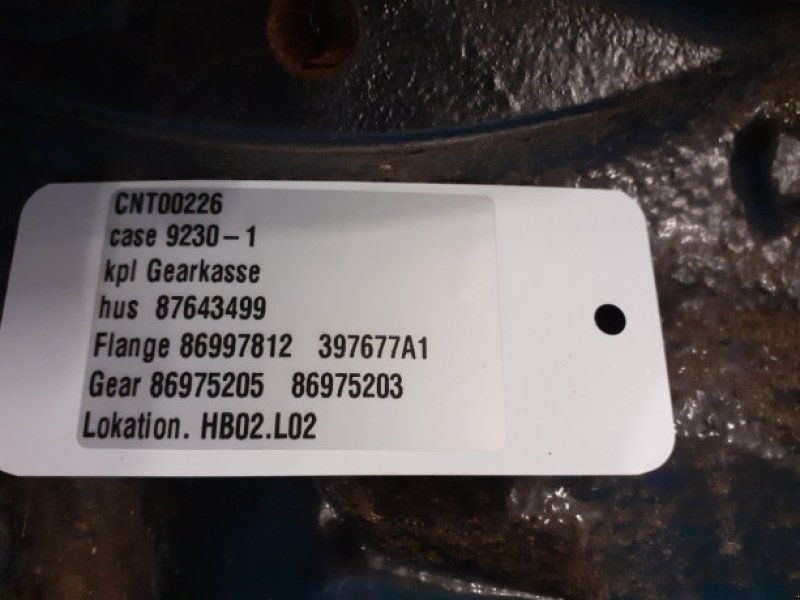 CNT00226
case 9230-1
kpl Gearkasse
hus 87643499
Flange 86997812 397677A1
Gear 86975205 86975203
Lokation. HB02.L02